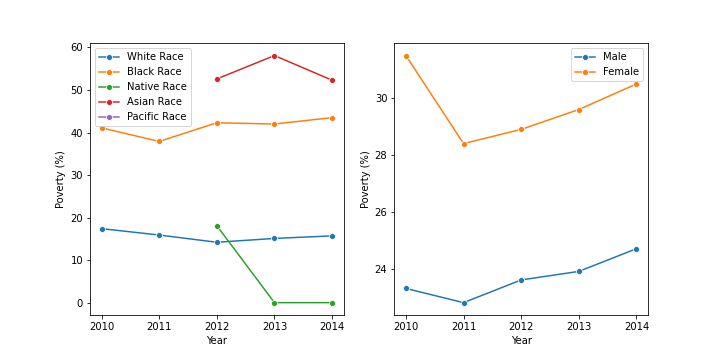 White Race
Black Race
Native Race
Asian Race
Pacific Race
60
50
40
30
20
10
0
Poverty (%)
2010 2011 2012 2013 2014
Year
Male
Female
30
28
26
24
Poverty (%)
2010 2011 2012 2013 2014
Year